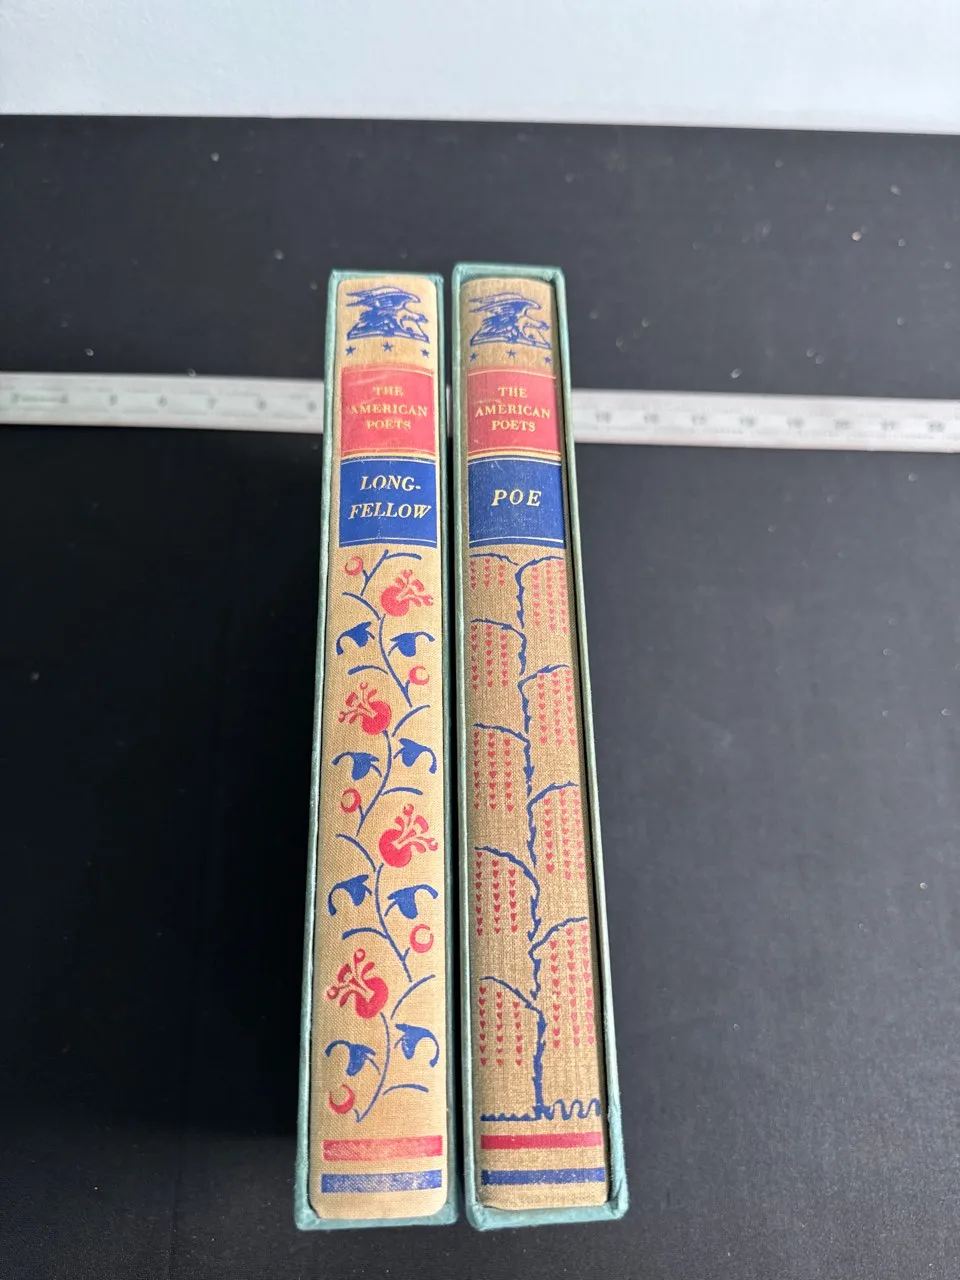 THE
AMERICAN
POETS
LONG-
FELLOW
THE
AMERICAN
POETS
POE